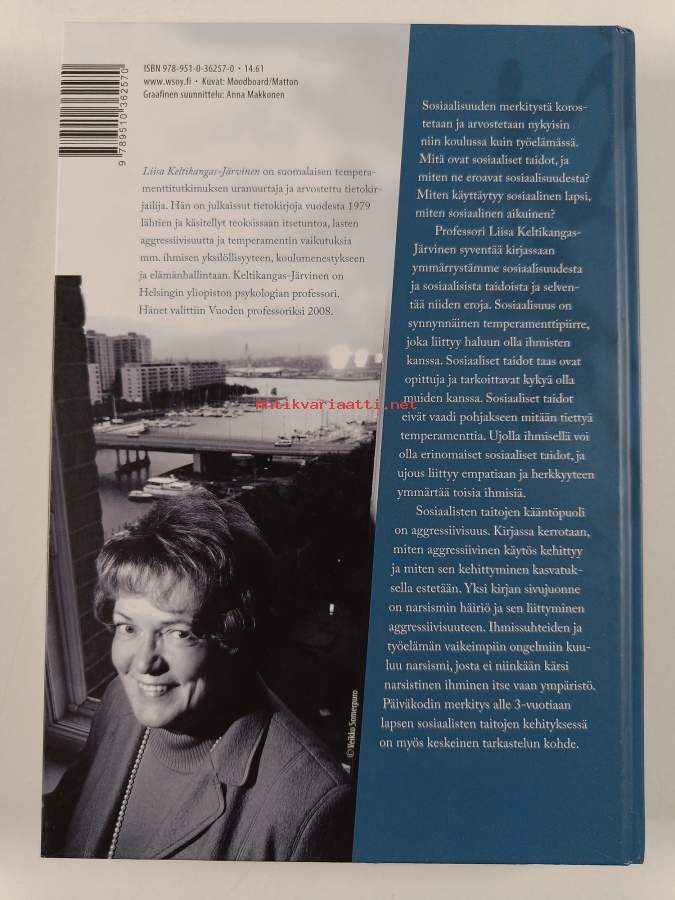 ISBN 978-951-0-36257-0 • 14.61
www.wsoy.fi • Kuvat: Moodboard/Matton
Graafinen suunnittelu: Anna Makkonen
9 789510 362570
Liisa Keltikangas-Järvinen on suomalaisen tempera-
menttitutkimuksen uranuurtaja ja arvostettu tietokir-
jailija. Hän on julkaissut tietokirjoja vuodesta 1979
lähtien ja käsitellyt teoksissaan itsetuntoa, lasten
aggressiivisuutta ja temperamentin vaikutuksia
mm. ihmisen yksilöllisyyteen, koulumenestykseen
ja elämänhallintaan. Keltikangas-Järvinen on
Helsingin yliopiston psykologian professori.
Hänet valittiin Vuoden professoriksi 2008.
Antikvariaatti.net
© Veikko Somerpuro
Sosiaalisuuden merkitystä koros-
tetaan ja arvostetaan nykyisin
niin koulussa kuin työelämässä.
Mitä ovat sosiaaliset taidot, ja
miten ne eroavat sosiaalisuudesta?
Miten käyttäytyy sosiaalinen lapsi,
miten sosiaalinen aikuinen?
Professori Liisa Keltikangas-
Järvinen syventää kirjassaan
ymmärrystämme sosiaalisuudesta
ja sosiaalisista taidoista ja selven-
tää niiden eroja. Sosiaalisuus on
synnynnäinen temperamenttipiirre,
joka liittyy haluun olla ihmisten
kanssa. Sosiaaliset taidot taas ovat
opittuja ja tarkoittavat kykyä olla
muiden kanssa. Sosiaaliset taidot
eivät vaadi pohjakseen mitään tiettyä
temperamenttia. Ujolla ihmisellä voi
olla erinomaiset sosiaaliset taidot, ja
ujous liittyy empatiaan ja herkkyyteen
ymmärtää toisia ihmisiä.
Sosiaalisten taitojen kääntöpuoli
on aggressiivisuus. Kirjassa kerrotaan,
miten aggressiivinen käytös kehittyy
ja miten sen kehittyminen kasvatuk-
sella estetään. Yksi kirjan sivujuonne
on narsismin häiriö ja sen liittyminen
aggressiivisuuteen. Ihmissuhteiden ja
työelämän vaikeimpiin ongelmiin kuu-
luu narsismi, josta ei niinkään kärsi
narsistinen ihminen itse vaan ympäristö.
Päiväkodin merkitys alle 3-vuotiaan
lapsen sosiaalisten taitojen kehityksessä
on myös keskeinen tarkastelun kohde.